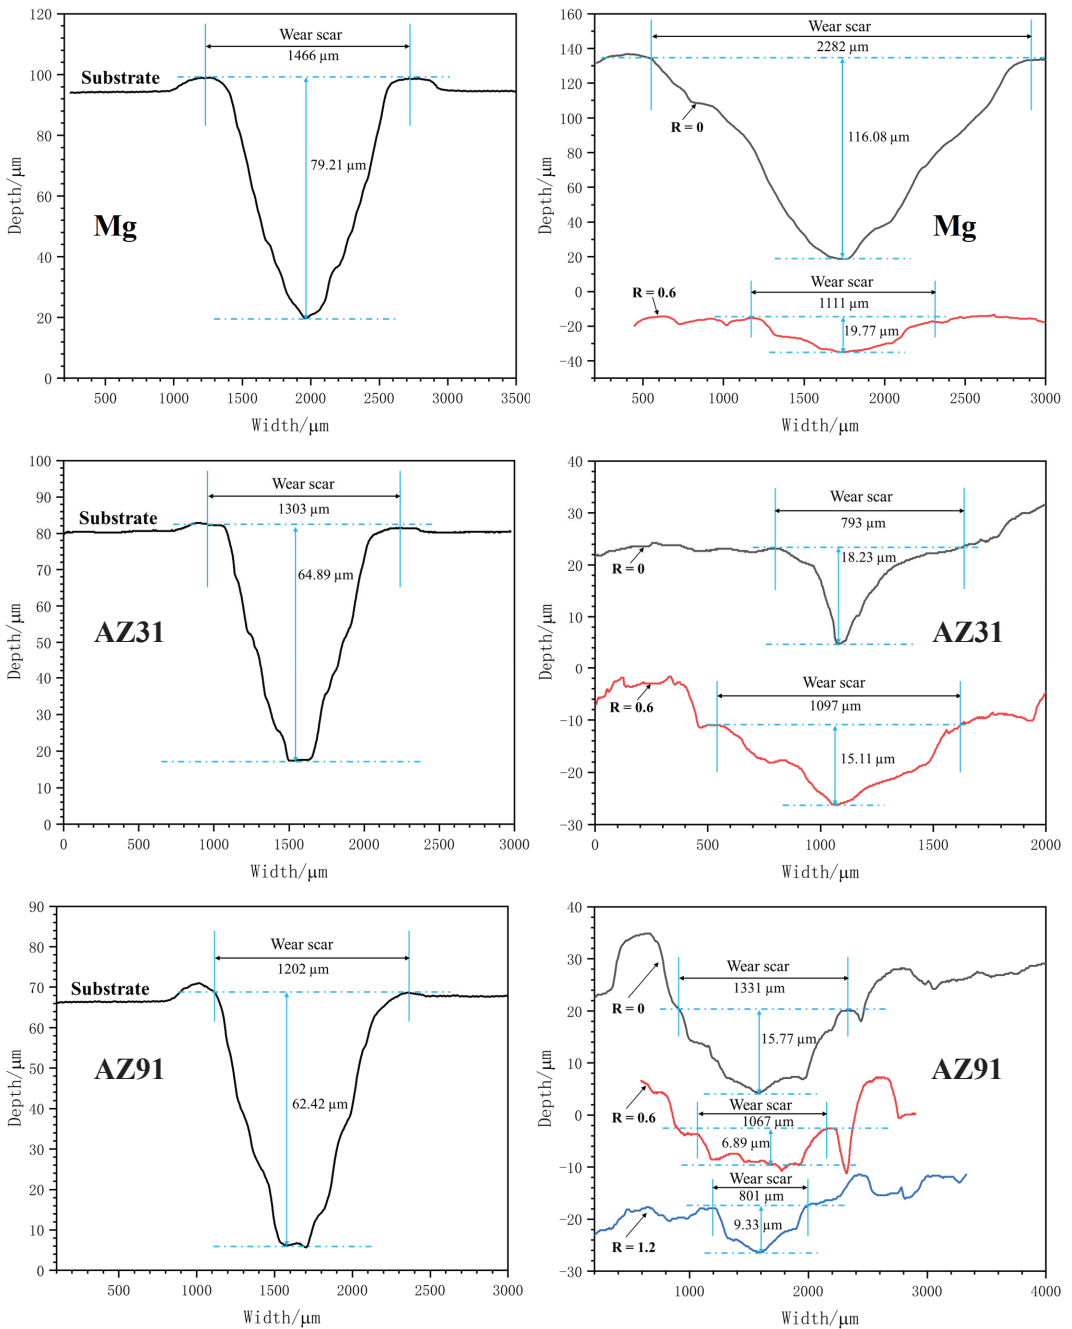 120
100
80
60
40
20
0
Depth/μm
Wear scar
1466 μm
Substrate
79.21 μm
Mg
500
1000
1500
2000
2500
3000
3500
Width/μm
160
140
120
100
80
60
40
20
0
−20
−40
Depth/μm
Wear scar
2282 μm
R = 0
116.08 μm
Mg
Wear scar
R = 0.6
1111 μm
19.77 μm
500
1000
1500
2000
2500
3000
Width/μm
100
90
80
70
60
50
40
30
20
10
0
Depth/μm
Wear scar
1303 μm
Substrate
64.89 μm
AZ31
0
500
1000
1500
2000
2500
3000
Width/μm
40
30
20
10
0
−10
−20
−30
Depth/μm
Wear scar
793 μm
18.23 μm
R = 0
AZ31
Wear scar
R = 0.6
1097 μm
15.11 μm
0
500
1000
1500
2000
Width/μm
90
80
70
60
50
40
30
20
10
0
Depth/μm
Wear scar
1202 μm
Substrate
AZ91
62.42 μm
500
1000
1500
2000
2500
3000
Width/μm
40
30
20
10
0
−10
−20
−30
Depth/μm
Wear scar
1331 μm
R = 0
15.77 μm
AZ91
Wear scar
R = 0.6
1067 μm
6.89 μm
Wear scar
801 μm
9.33 μm
R = 1.2
1000
2000
3000
4000
Width/μm